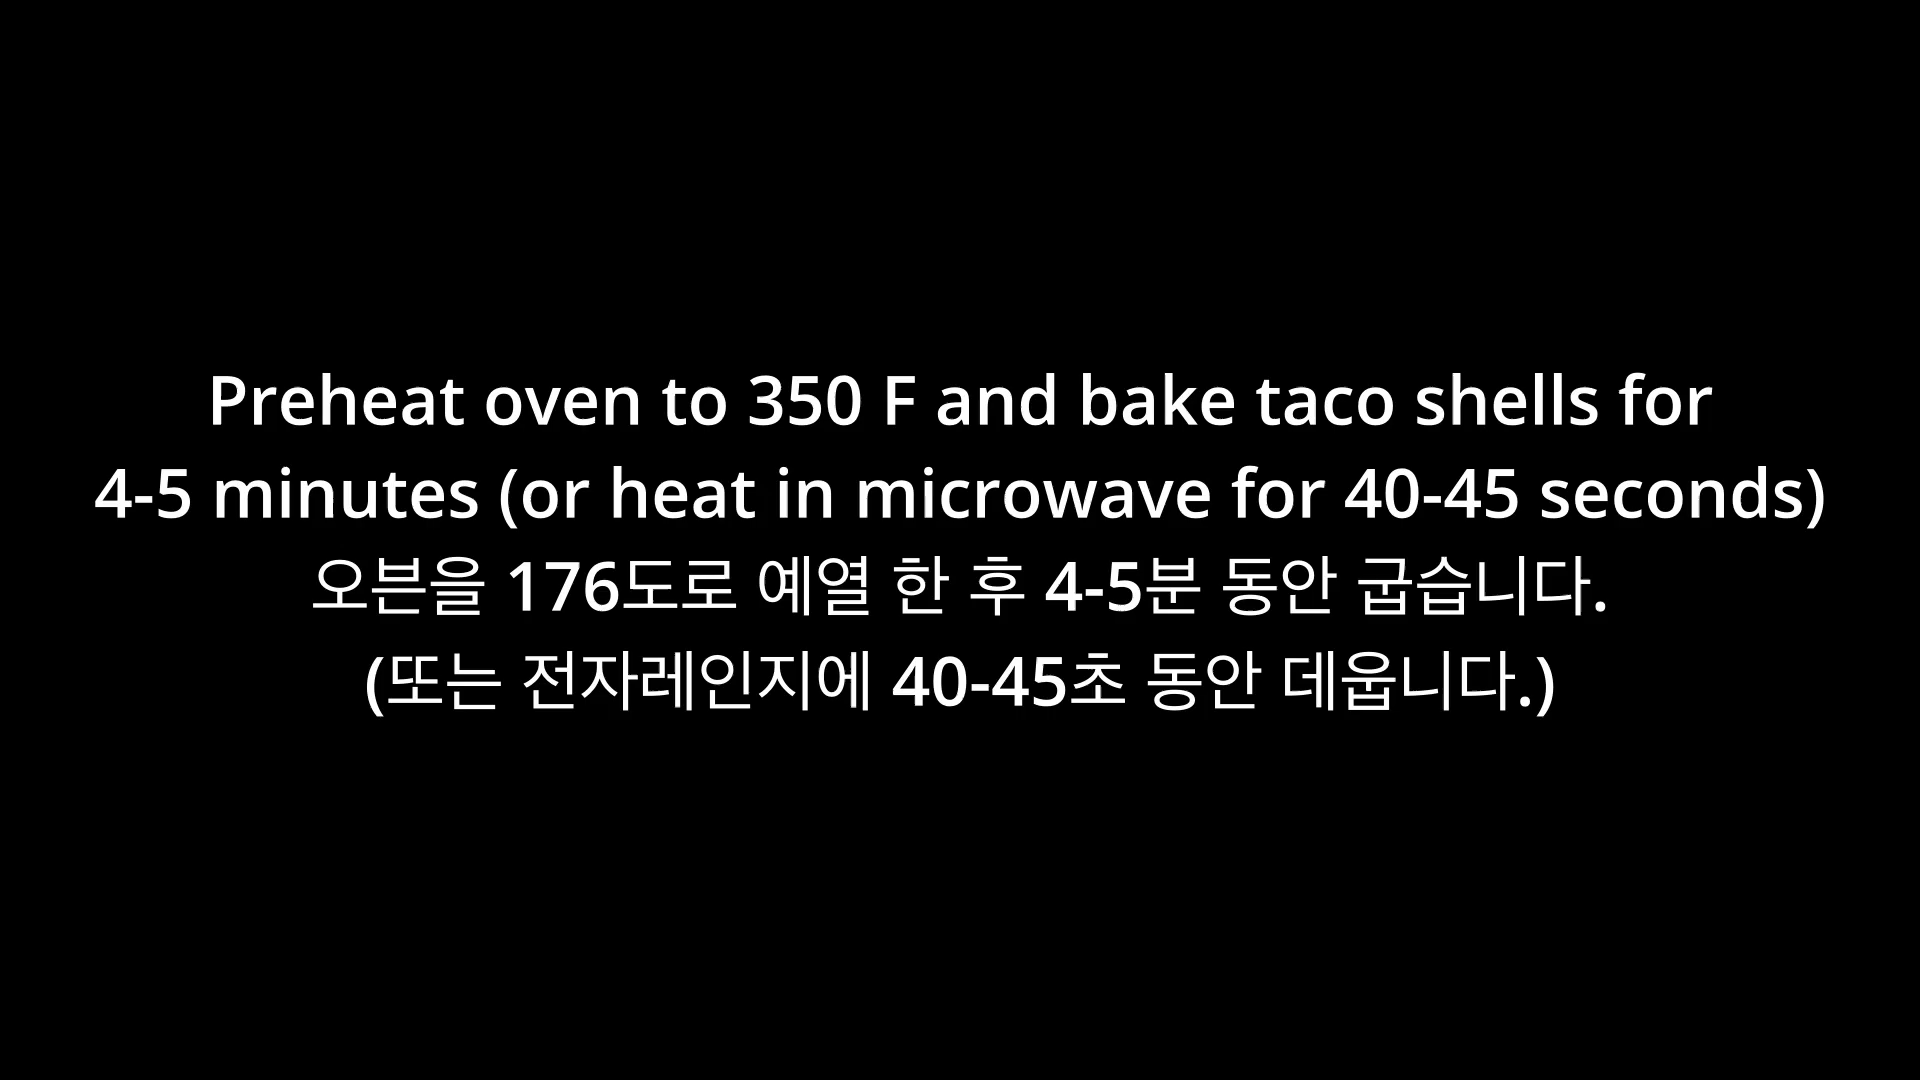 Preheat oven to 350 F and bake taco shells for
4-5 minutes (or heat in microwave for 40-45 seconds)
오븐을 176도로 예열 한 후 4-5분 동안 굽습니다.
(또는 전자레인지에 40-45초 동안 데웁니다.)